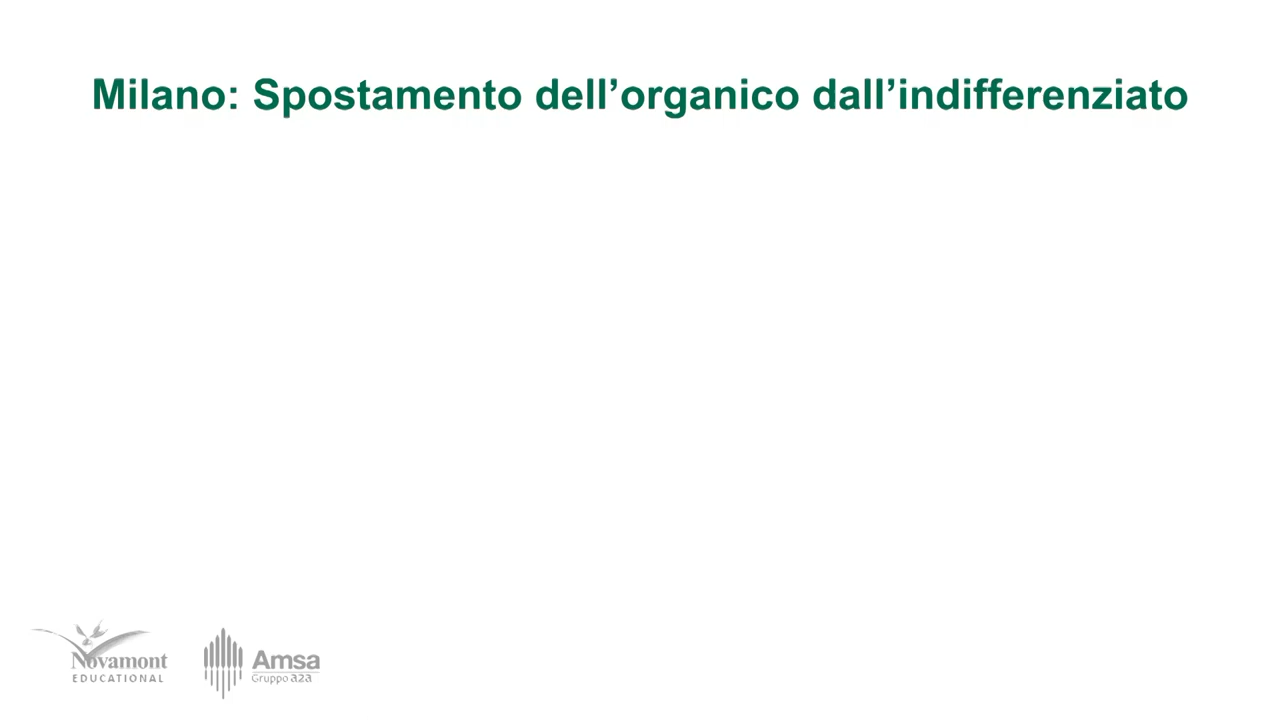 Milano: Spostamento dell’organico dall’indifferenziato
Novamont
EDUCATIONAL
Amsa
Gruppo a2a